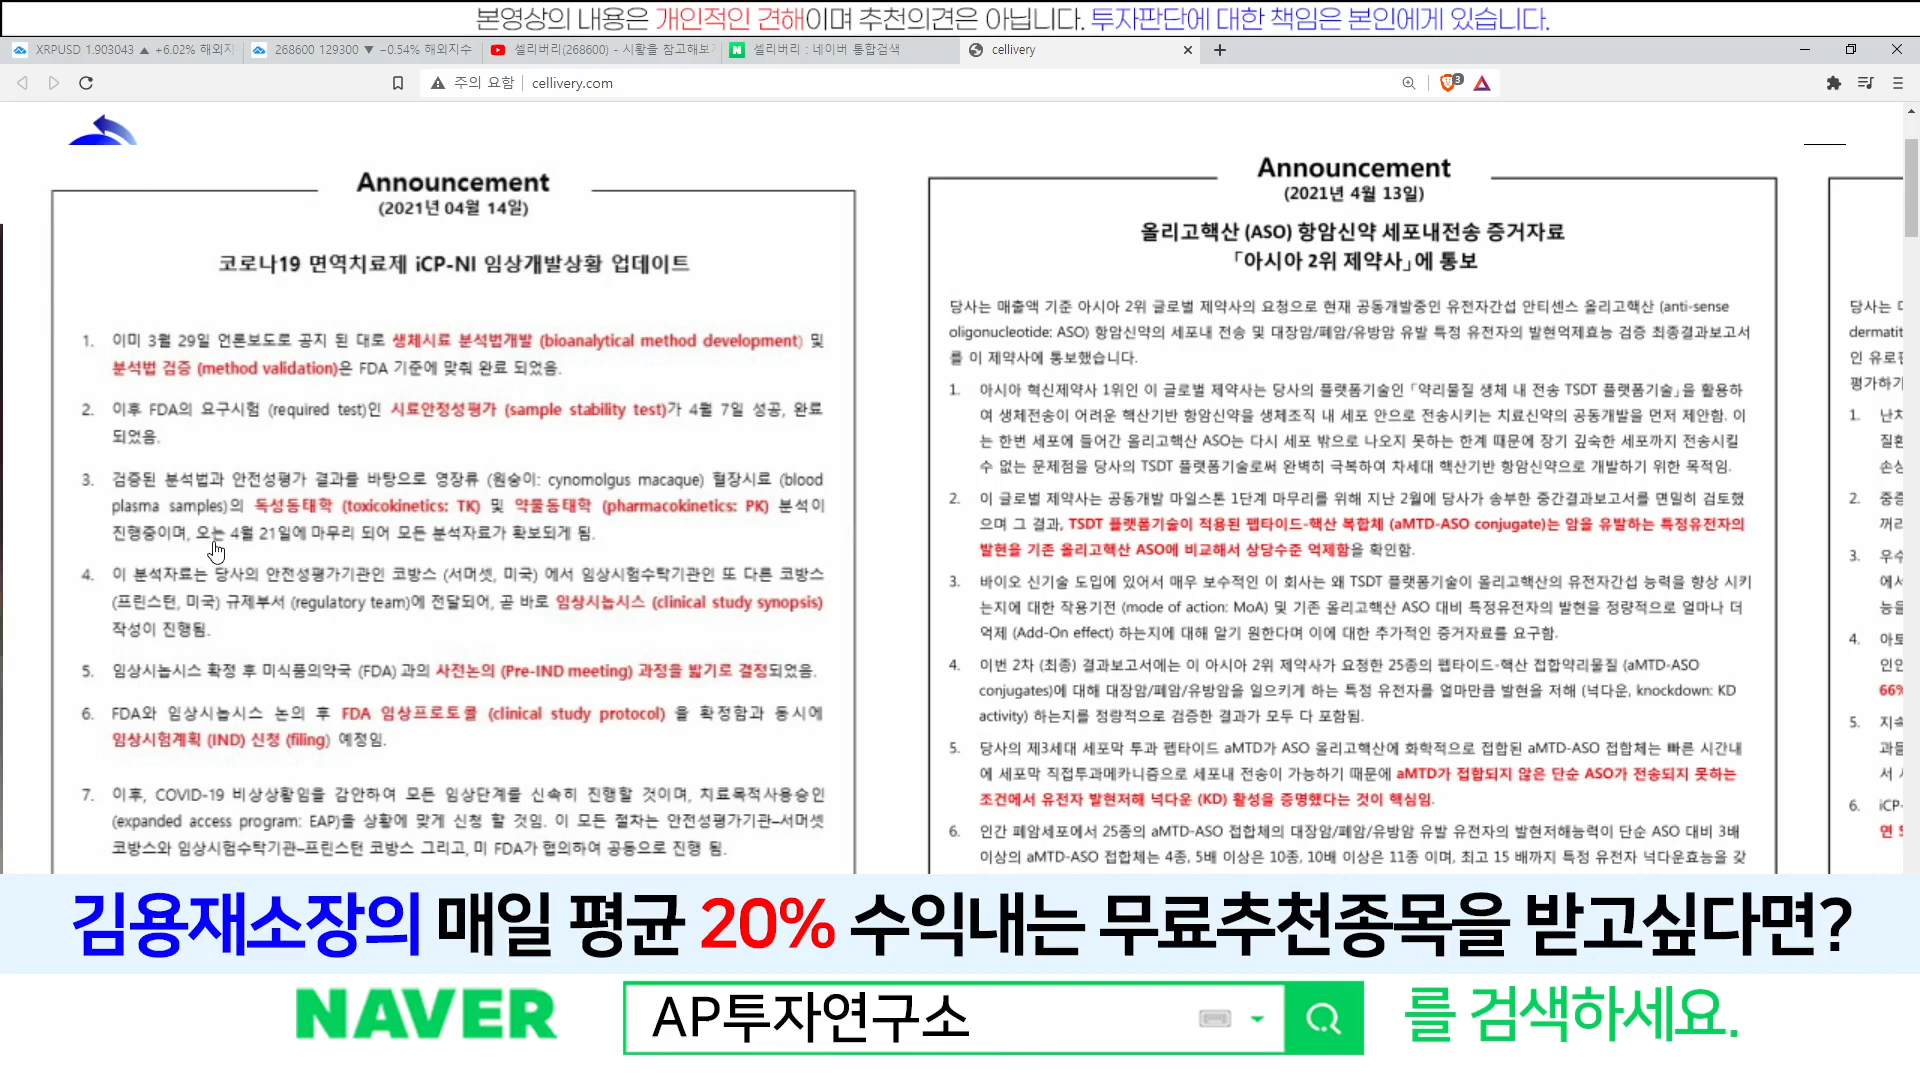 본영상의 내용은 개인적인 견해이며 추천의견은 아닙니다. 투자판단에 대한 책임은 본인에게 있습니다.
XRPUSD 1.903043 ▲ +6.02% 해외지
268600 129300 ▼ −0.54% 해외지수
셀리버리(268600) - 시황을 참고해보
셀리버리 : 네이버 통합검색
cellivery
주의 요함
cellivery.com
3
Announcement
(2021년 04월 14일)
코로나19 면역치료제 iCP-NI 임상개발상황 업데이트
1. 이미 3월 29일 언론보도로 공지 된 대로 생체시료 분석법개발 (bioanalytical method development) 및
분석법 검증 (method validation)은 FDA 기준에 맞춰 완료 되었음.
2. 이후 FDA의 요구시험 (required test)인 시료안정성평가 (sample stability test)가 4월 7일 성공, 완료
되었음.
3. 검증된 분석법과 안전성평가 결과를 바탕으로 영장류 (원숭이: cynomolgus macaque) 혈장시료 (blood
plasma samples)의 독성동태학 (toxicokinetics: TK) 및 약물동태학 (pharmacokinetics: PK) 분석이
진행중이며, 오는 4월 21일에 마무리 되어 모든 분석자료가 확보되게 됨.
4. 이 분석자료는 당사의 안전성평가기관인 코방스 (서머셋, 미국) 에서 임상시험수탁기관인 또 다른 코방스
(프린스턴, 미국) 규제부서 (regulatory team)에 전달되어, 곧 바로 임상시놉시스 (clinical study synopsis)
작성이 진행됨.
5. 임상시놉시스 확정 후 미식품의약국 (FDA) 과의 사전논의 (Pre-IND meeting) 과정을 밟기로 결정되었음.
6. FDA와 임상시놉시스 논의 후 FDA 임상프로토콜 (clinical study protocol) 을 확정함과 동시에
임상시험계획 (IND) 신청 (filing) 예정임.
7. 이후, COVID-19 비상상황임을 감안하여 모든 임상단계를 신속히 진행할 것이며, 치료목적사용승인
(expanded access program: EAP)을 상황에 맞게 신청 할 것임. 이 모든 절차는 안전성평가기관–서머셋
코방스와 임상시험수탁기관–프린스턴 코방스 그리고, 미 FDA가 협의하여 공동으로 진행 됨.
Announcement
(2021년 4월 13일)
올리고핵산 (ASO) 항암신약 세포내전송 증거자료
「아시아 2위 제약사」에 통보
당사는 매출액 기준 아시아 2위 글로벌 제약사의 요청으로 현재 공동개발중인 유전자간섭 안티센스 올리고핵산 (anti-sense
oligonucleotide: ASO) 항암신약의 세포내 전송 및 대장암/폐암/유방암 유발 특정 유전자의 발현억제효능 검증 최종결과보고서
를 이 제약사에 통보했습니다.
1. 아시아 혁신제약사 1위인 이 글로벌 제약사는 당사의 플랫폼기술인 「약리물질 생체 내 전송 TSDT 플랫폼기술」을 활용하
여 생체전송이 어려운 핵산기반 항암신약을 생체조직 내 세포 안으로 전송시키는 치료신약의 공동개발을 먼저 제안함. 이
는 한번 세포에 들어간 올리고핵산 ASO는 다시 세포 밖으로 나오지 못하는 한계 때문에 장기 깊숙한 세포까지 전송시킬
수 없는 문제점을 당사의 TSDT 플랫폼기술로써 완벽히 극복하여 차세대 핵산기반 항암신약으로 개발하기 위한 목적임.
2. 이 글로벌 제약사는 공동개발 마일스톤 1단계 마무리를 위해 지난 2월에 당사가 송부한 중간결과보고서를 면밀히 검토했
으며 그 결과, TSDT 플랫폼기술이 적용된 펩타이드-핵산 복합체 (aMTD-ASO conjugate)는 암을 유발하는 특정유전자의
발현을 기존 올리고핵산 ASO에 비교해서 상당수준 억제함을 확인함.
3. 바이오 신기술 도입에 있어서 매우 보수적인 이 회사는 왜 TSDT 플랫폼기술이 올리고핵산의 유전자간섭 능력을 향상 시키
는지에 대한 작용기전 (mode of action: MoA) 및 기존 올리고핵산 ASO 대비 특정유전자의 발현을 정량적으로 얼마나 더
억제 (Add-On effect) 하는지에 대해 알기 원한다며 이에 대한 추가적인 증거자료를 요구함.
4. 이번 2차 (최종) 결과보고서에는 이 아시아 2위 제약사가 요청한 25종의 펩타이드-핵산 접합약리물질 (aMTD-ASO
conjugates)에 대해 대장암/폐암/유방암을 일으키게 하는 특정 유전자를 얼마만큼 발현을 저해 (넉다운, knockdown: KD
activity) 하는지를 정량적으로 검증한 결과가 모두 다 포함됨.
5. 당사의 제3세대 세포막 투과 펩타이드 aMTD가 ASO 올리고핵산에 화학적으로 접합된 aMTD-ASO 접합체는 빠른 시간내
에 세포막 직접투과메카니즘으로 세포내 전송이 가능하기 때문에 aMTD가 접합되지 않은 단순 ASO가 전송되지 못하는
조건에서 유전자 발현저해 넉다운 (KD) 활성을 증명했다는 것이 핵심임.
6. 인간 폐암세포에서 25종의 aMTD-ASO 접합체의 대장암/폐암/유방암 유발 유전자의 발현저해능력이 단순 ASO 대비 3배
이상의 aMTD-ASO 접합체는 4종, 5배 이상은 10종, 10배 이상은 11종 이며, 최고 15 배까지 특정 유전자 넉다운효능을 갖
당사는
dermatit
인 유로
평가하기
1. 난치
질환
손상
2. 중증
꺼리
3. 우수
에서
능을
4. 아토
인인
66%
5. 지속
과를
서
6. iCP-
면
김용재소장의 매일 평균 20% 수익내는 무료추천종목을 받고싶다면?
NAVER AP투자연구소 를 검색하세요.